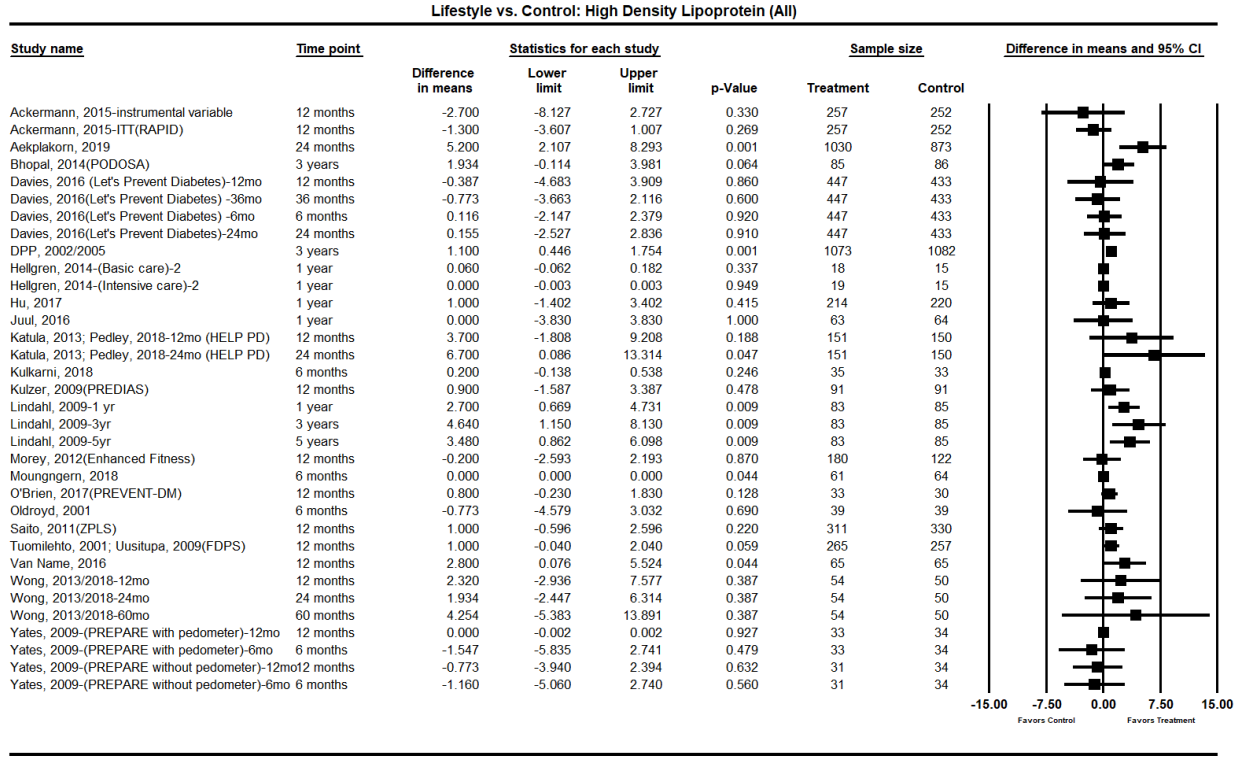 Lifestyle vs. Control: High Density Lipoprotein (All)
Study name Time point Statistics for each study Sample size Difference in means and 95% CI
Difference Lower Upper
in means limit limit p-Value Treatment Control
Ackermann, 2015-instrumental variable 12 months -2.700 -8.127 2.727 0.330 257 252
Ackermann, 2015-ITT(RAPID) 12 months -1.300 -3.607 1.007 0.269 257 252
Aekplakorn, 2019 24 months 5.200 2.107 8.293 0.001 1030 873
Bhopal, 2014(PODOSA) 3 years 1.934 -0.114 3.981 0.064 85 86
Davies, 2016 (Let's Prevent Diabetes)-12mo 12 months -0.387 -4.683 3.909 0.860 447 433
Davies, 2016(Let's Prevent Diabetes) -36mo 36 months -0.773 -3.663 2.116 0.600 447 433
Davies, 2016(Let's Prevent Diabetes) -6mo 6 months 0.116 -2.147 2.379 0.920 447 433
Davies, 2016(Let's Prevent Diabetes)-24mo 24 months 0.155 -2.527 2.836 0.910 447 433
DPP, 2002/2005 3 years 1.100 0.446 1.754 0.001 1073 1082
Hellgren, 2014-(Basic care)-2 1 year 0.060 -0.062 0.182 0.337 18 15
Hellgren, 2014-(Intensive care)-2 1 year 0.000 -0.003 0.003 0.949 19 15
Hu, 2017 1 year 1.000 -1.402 3.402 0.415 214 220
Juul, 2016 1 year 0.000 -3.830 3.830 1.000 63 64
Katula, 2013; Pedley, 2018-12mo (HELP PD) 12 months 3.700 -1.808 9.208 0.188 151 150
Katula, 2013; Pedley, 2018-24mo (HELP PD) 24 months 6.700 0.086 13.314 0.047 151 150
Kulkarni, 2018 6 months 0.200 -0.138 0.538 0.246 35 33
Kulzer, 2009(PREDIAS) 12 months 0.900 -1.587 3.387 0.478 91 91
Lindahl, 2009-1 yr 1 year 2.700 0.669 4.731 0.009 83 85
Lindahl, 2009-3yr 3 years 4.640 1.150 8.130 0.009 83 85
Lindahl, 2009-5yr 5 years 3.480 0.862 6.098 0.009 83 85
Morey, 2012(Enhanced Fitness) 12 months -0.200 -2.593 2.193 0.870 180 122
Moungngern, 2018 6 months 0.000 0.000 0.000 0.044 61 64
O'Brien, 2017(PREVENT-DM) 12 months 0.800 -0.230 1.830 0.128 33 30
Oldroyd, 2001 6 months -0.773 -4.579 3.032 0.690 39 39
Saito, 2011(ZPLS) 12 months 1.000 -0.596 2.596 0.220 311 330
Tuomilehto, 2001; Uusitupa, 2009(FDPS) 12 months 1.000 -0.040 2.040 0.059 265 257
Van Name, 2016 12 months 2.800 0.076 5.524 0.044 65 65
Wong, 2013/2018-12mo 12 months 2.320 -2.936 7.577 0.387 54 50
Wong, 2013/2018-24mo 24 months 1.934 -2.447 6.314 0.387 54 50
Wong, 2013/2018-60mo 60 months 4.254 -5.383 13.891 0.387 54 50
Yates, 2009-(PREPARE with pedometer)-12mo 12 months 0.000 -0.002 0.002 0.927 33 34
Yates, 2009-(PREPARE with pedometer)-6mo 6 months -1.547 -5.835 2.741 0.479 33 34
Yates, 2009-(PREPARE without pedometer)-12mo12 months -0.773 -3.940 2.394 0.632 31 34
Yates, 2009-(PREPARE without pedometer)-6mo 6 months -1.160 -5.060 2.740 0.560 31 34
-15.00 -7.50 0.00 7.50 15.00
Favors Control Favors Treatment